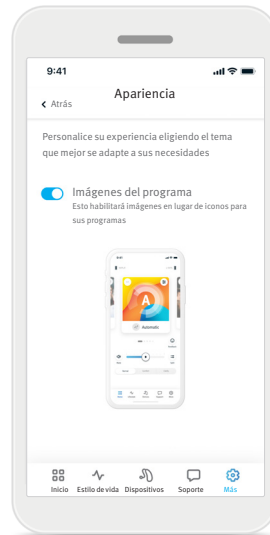 9:41
Atrás
Apariencia
Personalice su experiencia eligiendo el tema
que mejor se adapte a sus necesidades
Imágenes del programa
Esto habilitará imágenes en lugar de iconos para
sus programas
A
Automatic
Inicio Estilo de vida Dispositivos Soporte Más